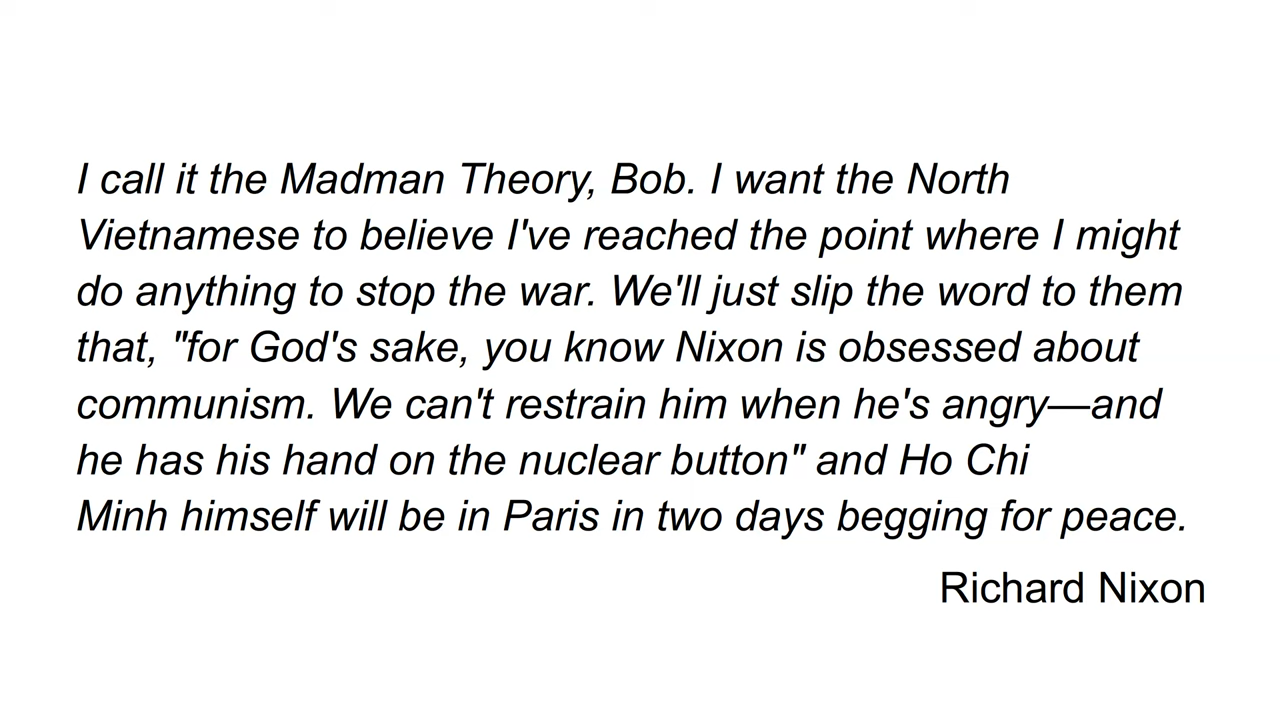 I call it the Madman Theory, Bob. I want the North
Vietnamese to believe I've reached the point where I might
do anything to stop the war. We'll just slip the word to them
that, "for God's sake, you know Nixon is obsessed about
communism. We can't restrain him when he's angry—and
he has his hand on the nuclear button" and Ho Chi
Minh himself will be in Paris in two days begging for peace.
Richard Nixon